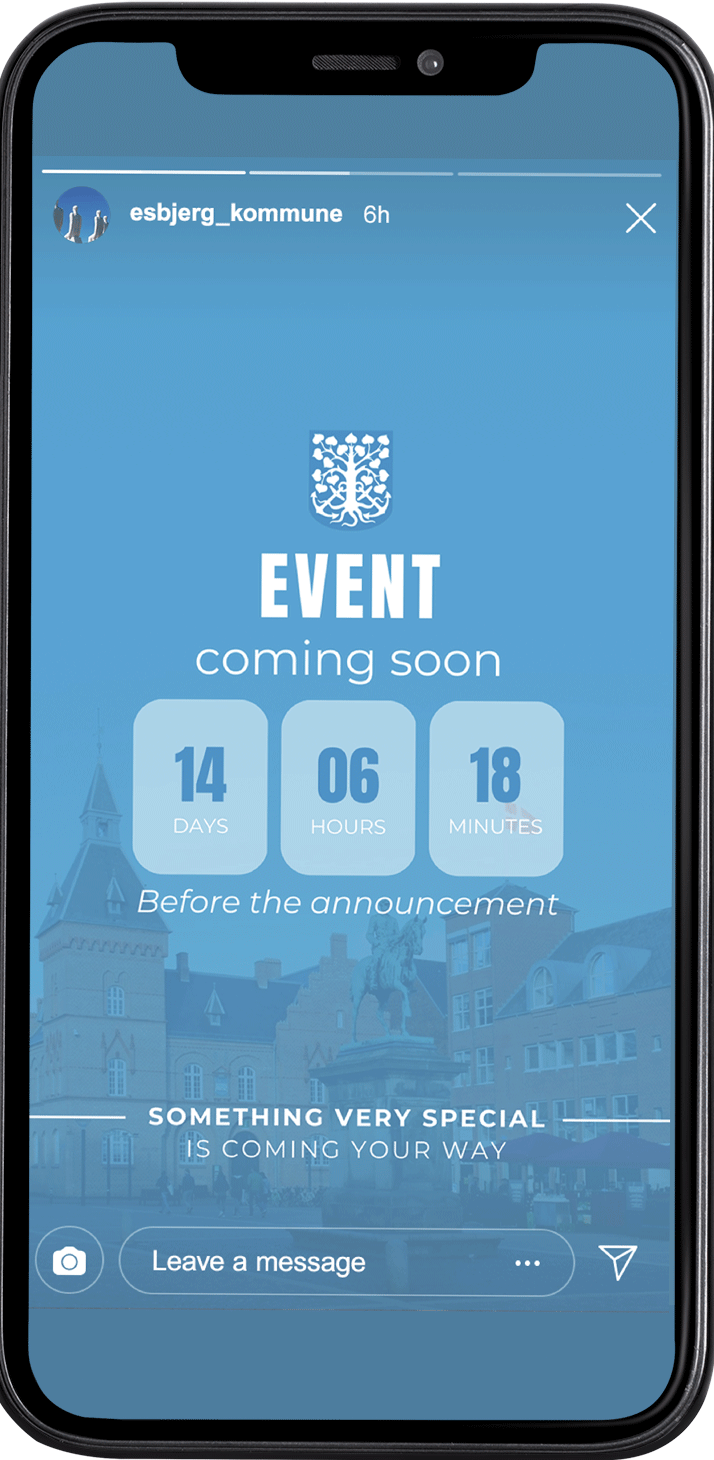 esbjerg_kommune 6h
EVENT
coming soon
14 06 18
DAYS HOURS MINUTES
Before the announcement
SOMETHING VERY SPECIAL
IS COMING YOUR WAY
Leave a message